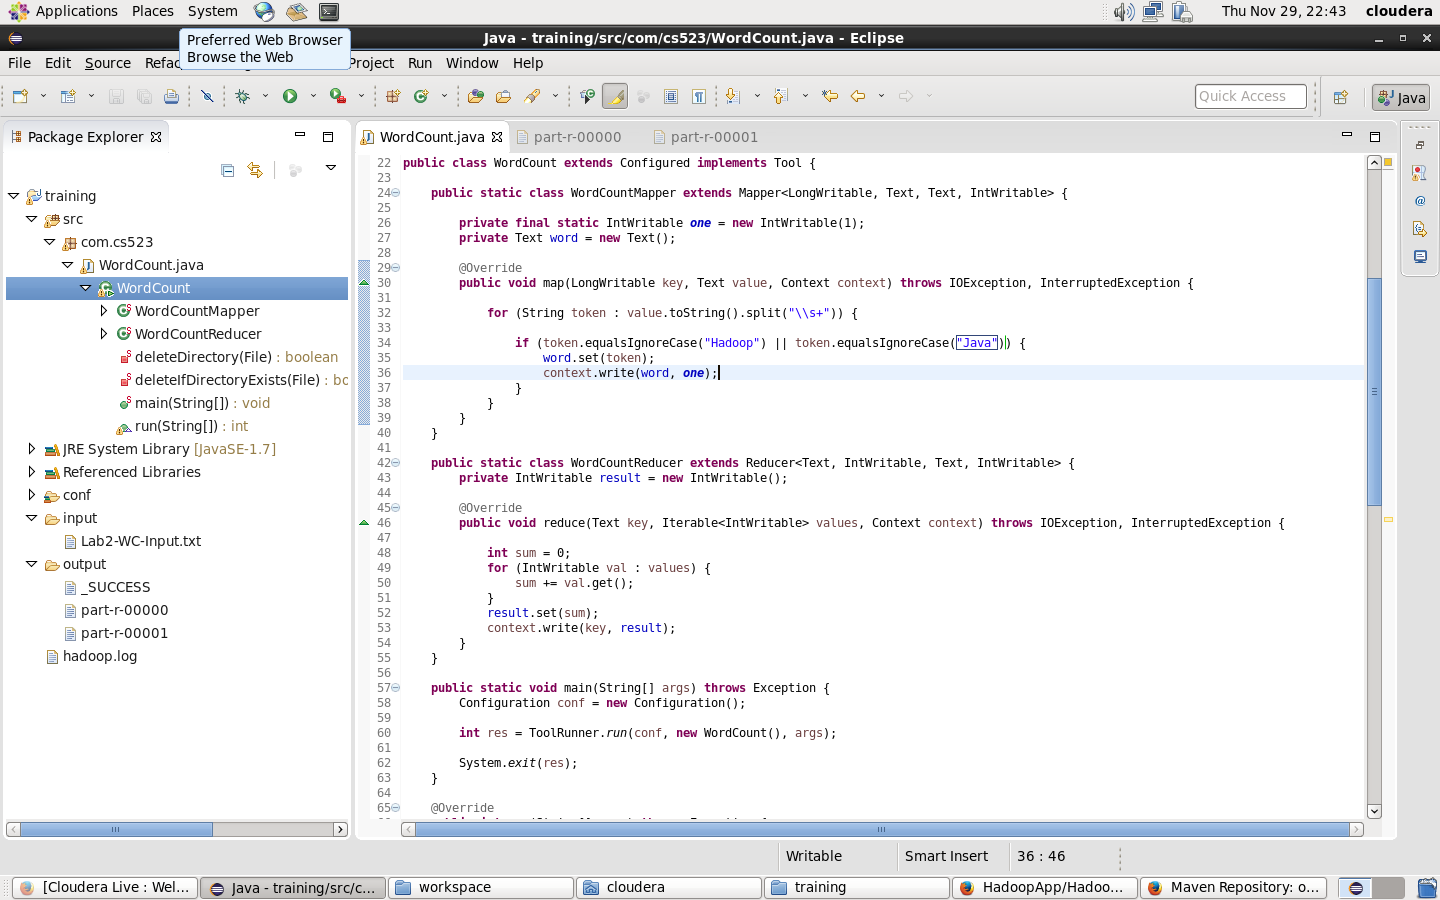 Applications Places System Thu Nov 29, 22:43 cloudera
Preferred Web Browser
Browse the Web
Java - training/src/com/cs523/WordCount.java - Eclipse
File Edit Source Refac Project Run Window Help
Quick Access Java
Package Explorer
WordCount.java part-r-00000 part-r-00001
training
src
com.cs523
WordCount.java
WordCount
WordCountMapper
WordCountReducer
deleteDirectory(File) : boolean
deleteIfDirectoryExists(File) : bo
main(String[]) : void
run(String[]) : int
JRE System Library [JavaSE-1.7]
Referenced Libraries
conf
input
Lab2-WC-Input.txt
output
_SUCCESS
part-r-00000
part-r-00001
hadoop.log
22 public class WordCount extends Configured implements Tool {
23
24 public static class WordCountMapper extends Mapper<LongWritable, Text, Text, IntWritable> {
25
26 private final static IntWritable one = new IntWritable(1);
27 private Text word = new Text();
28
29 @Override
30 public void map(LongWritable key, Text value, Context context) throws IOException, InterruptedException {
31
32 for (String token : value.toString().split("\\s+")) {
33
34 if (token.equalsIgnoreCase("Hadoop") || token.equalsIgnoreCase("Java")) {
35 word.set(token);
36 context.write(word, one);
37 }
38 }
39 }
40 }
41
42 public static class WordCountReducer extends Reducer<Text, IntWritable, Text, IntWritable> {
43 private IntWritable result = new IntWritable();
44
45 @Override
46 public void reduce(Text key, Iterable<IntWritable> values, Context context) throws IOException, InterruptedException {
47
48 int sum = 0;
49 for (IntWritable val : values) {
50 sum += val.get();
51 }
52 result.set(sum);
53 context.write(key, result);
54 }
55 }
56
57 public static void main(String[] args) throws Exception {
58 Configuration conf = new Configuration();
59
60 int res = ToolRunner.run(conf, new WordCount(), args);
61
62 System.exit(res);
63 }
64
65 @Override
Writable Smart Insert 36 : 46
[Cloudera Live : Wel... Java - training/src/c... workspace cloudera training HadoopApp/Hadoo... Maven Repository: o...